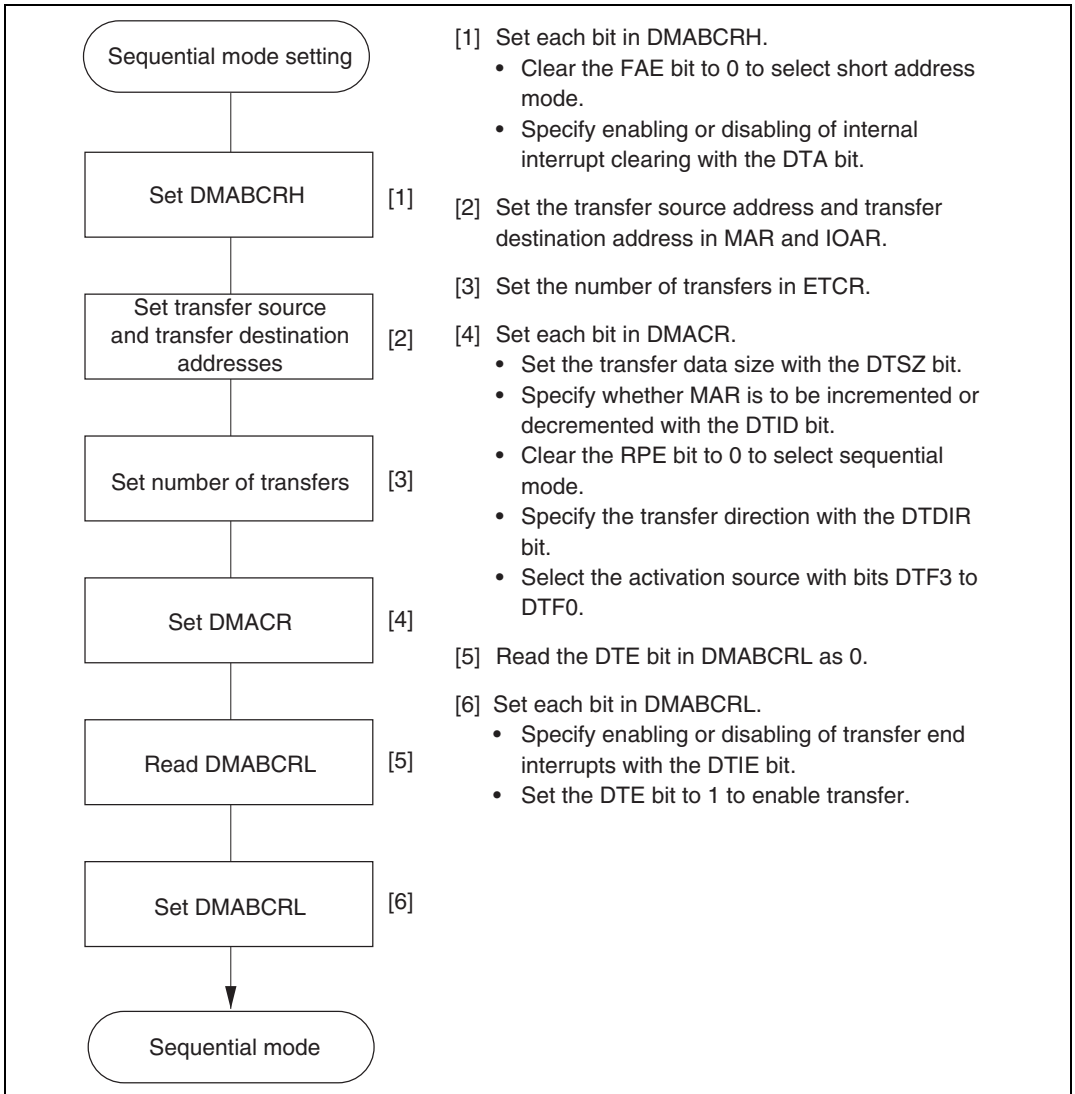 Sequential mode setting
Set DMABCRH
[1]
Set transfer source
and transfer destination
addresses
[2]
Set number of transfers
[3]
Set DMACR
[4]
Read DMABCRL
[5]
Set DMABCRL
[6]
Sequential mode
[1] Set each bit in DMABCRH.
• Clear the FAE bit to 0 to select short address
mode.
• Specify enabling or disabling of internal
interrupt clearing with the DTA bit.
[2] Set the transfer source address and transfer
destination address in MAR and IOAR.
[3] Set the number of transfers in ETCR.
[4] Set each bit in DMACR.
• Set the transfer data size with the DTSZ bit.
• Specify whether MAR is to be incremented or
decremented with the DTID bit.
• Clear the RPE bit to 0 to select sequential
mode.
• Specify the transfer direction with the DTDIR
bit.
• Select the activation source with bits DTF3 to
DTF0.
[5] Read the DTE bit in DMABCRL as 0.
[6] Set each bit in DMABCRL.
• Specify enabling or disabling of transfer end
interrupts with the DTIE bit.
• Set the DTE bit to 1 to enable transfer.